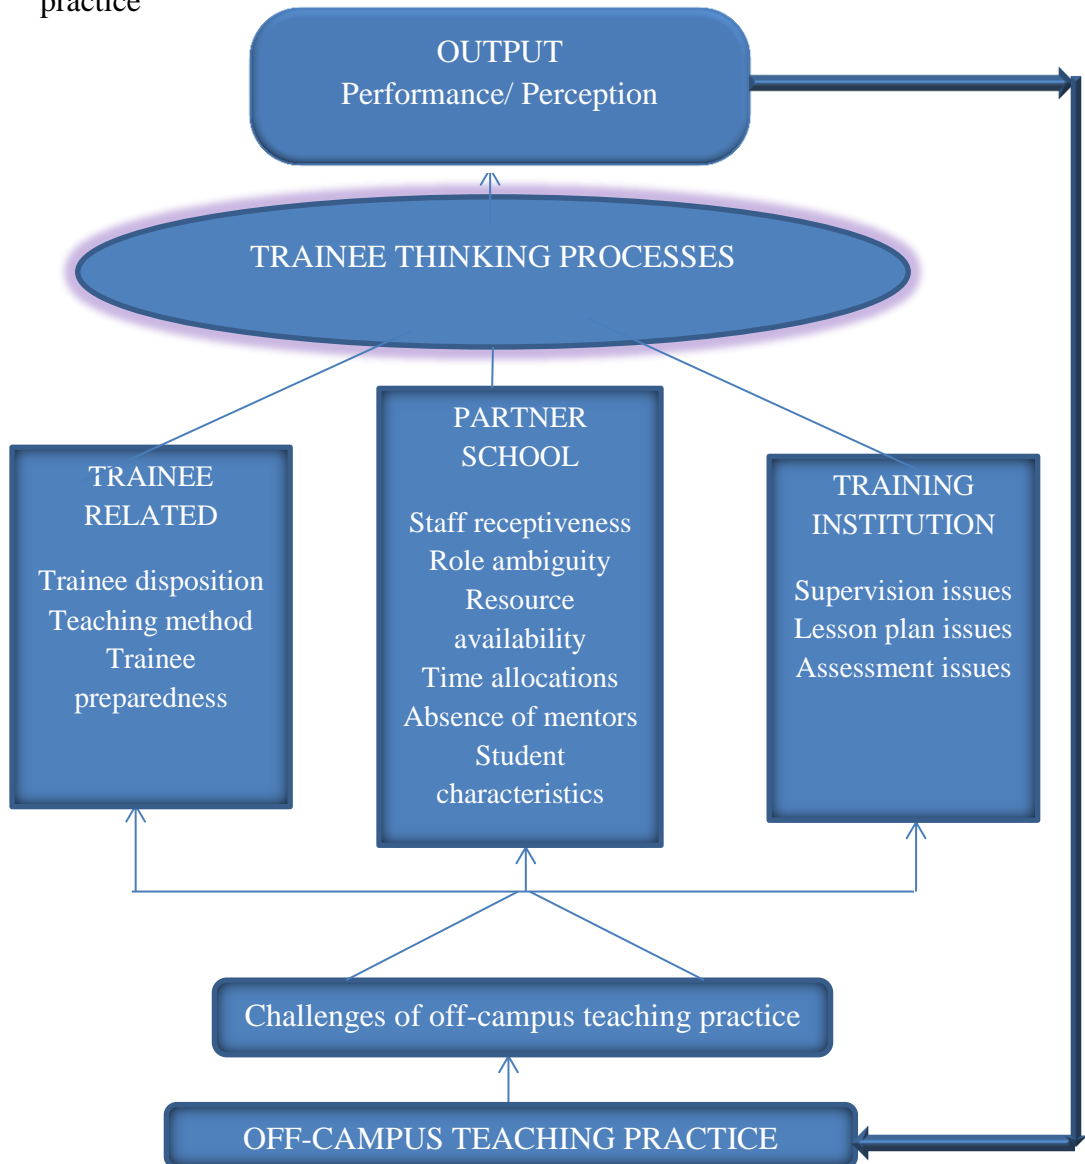 practice
OUTPUT
Performance/ Perception
TRAINEE THINKING PROCESSES
TRAINEE
RELATED
Trainee disposition
Teaching method
Trainee
preparedness
PARTNER
SCHOOL
Staff receptiveness
Role ambiguity
Resource
availability
Time allocations
Absence of mentors
Student
characteristics
TRAINING
INSTITUTION
Supervision issues
Lesson plan issues
Assessment issues
Challenges of off-campus teaching practice
OFF-CAMPUS TEACHING PRACTICE